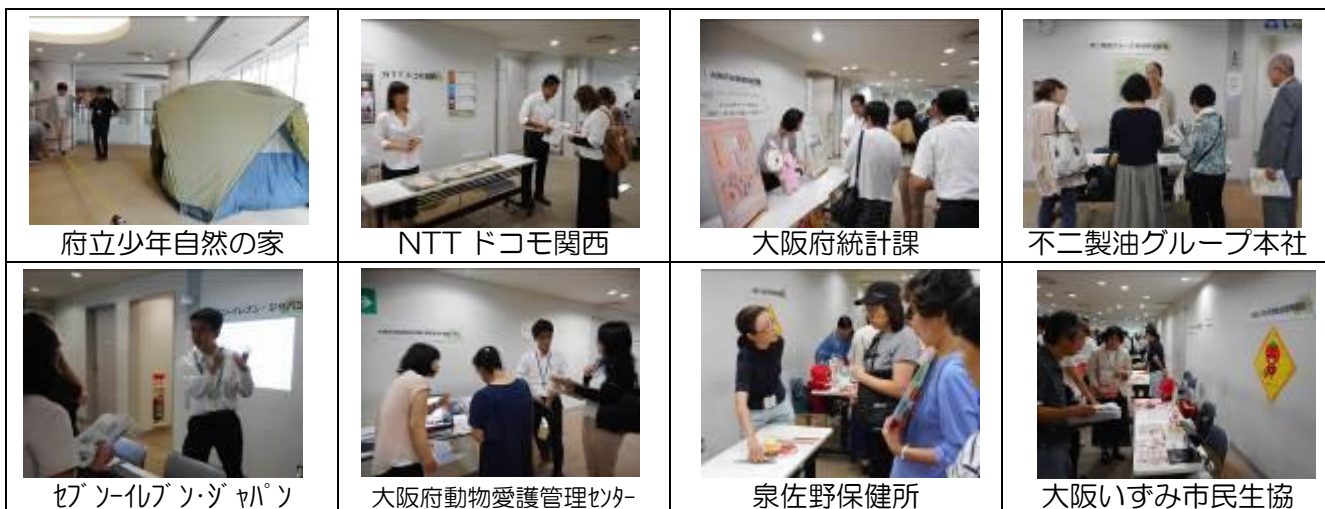 府立少年自然の家
NTT ドコモ関西
大阪府統計課
不二製油グループ本社
ｾﾌﾞﾝ-ｲﾚﾌﾞﾝ･ｼﾞｬﾊﾟﾝ
大阪府動物愛護管理ｾﾝﾀｰ
泉佐野保健所
大阪いずみ市民生協